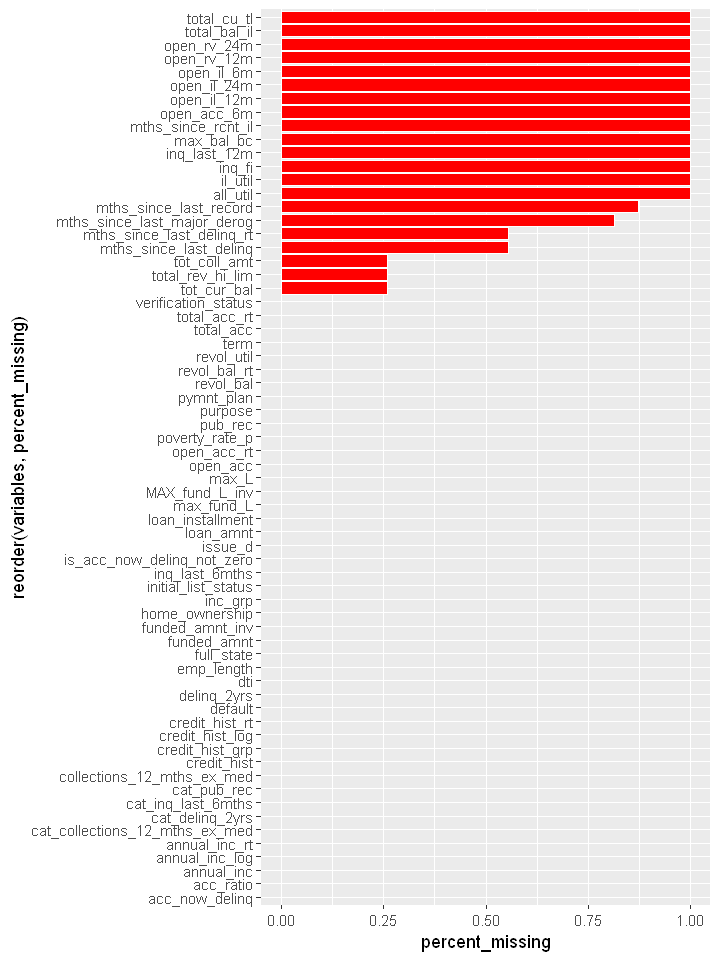 total_cu_tl
total_bal_il
open_rv_24m
open_rv_12m
open_il_6m
open_il_24m
open_il_12m
open_acc_6m
mths_since_rcnt_il
max_bal_bc
inq_last_12m
inq_fi
il_util
all_util
mths_since_last_record
mths_since_last_major_derog
mths_since_last_delinq_rt
mths_since_last_delinq
tot_coll_amt
total_rev_hi_lim
tot_cur_bal
verification_status
total_acc_rt
total_acc
term
revol_util
revol_bal_rt
revol_bal
pymnt_plan
purpose
pub_rec
poverty_rate_p
open_acc_rt
open_acc
max_L
MAX_fund_L_inv
max_fund_L
loan_installment
loan_amnt
issue_d
is_acc_now_delinq_not_zero
inq_last_6mths
initial_list_status
inc_grp
home_ownership
funded_amnt_inv
funded_amnt
full_state
emp_length
dti
delinq_2yrs
default
credit_hist_rt
credit_hist_log
credit_hist_grp
credit_hist
collections_12_mths_ex_med
cat_pub_rec
cat_inq_last_6mths
cat_delinq_2yrs
cat_collections_12_mths_ex_med
annual_inc_rt
annual_inc_log
annual_inc
acc_ratio
acc_now_delinq
reorder(variables, percent_missing)
0.00 0.25 0.50 0.75 1.00
percent_missing